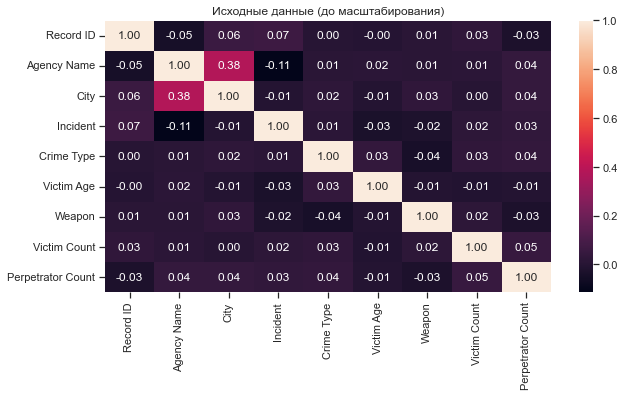 Исходные данные (до масштабирования)
Record ID 1.00 -0.05 0.06 0.07 0.00 -0.00 0.01 0.03 -0.03
Agency Name -0.05 1.00 0.38 -0.11 0.01 0.02 0.01 0.01 0.04
City 0.06 0.38 1.00 -0.01 0.02 -0.01 0.03 0.00 0.04
Incident 0.07 -0.11 -0.01 1.00 0.01 -0.03 -0.02 0.02 0.03
Crime Type 0.00 0.01 0.02 0.01 1.00 0.03 -0.04 0.03 0.04
Victim Age -0.00 0.02 -0.01 -0.03 0.03 1.00 -0.01 -0.01 -0.01
Weapon 0.01 0.01 0.03 -0.02 -0.04 -0.01 1.00 0.02 -0.03
Victim Count 0.03 0.01 0.00 0.02 0.03 -0.01 0.02 1.00 0.05
Perpetrator Count -0.03 0.04 0.04 0.03 0.04 -0.01 -0.03 0.05 1.00
Record ID
Agency Name
City
Incident
Crime Type
Victim Age
Weapon
Victim Count
Perpetrator Count
1.0
0.8
0.6
0.4
0.2
0.0